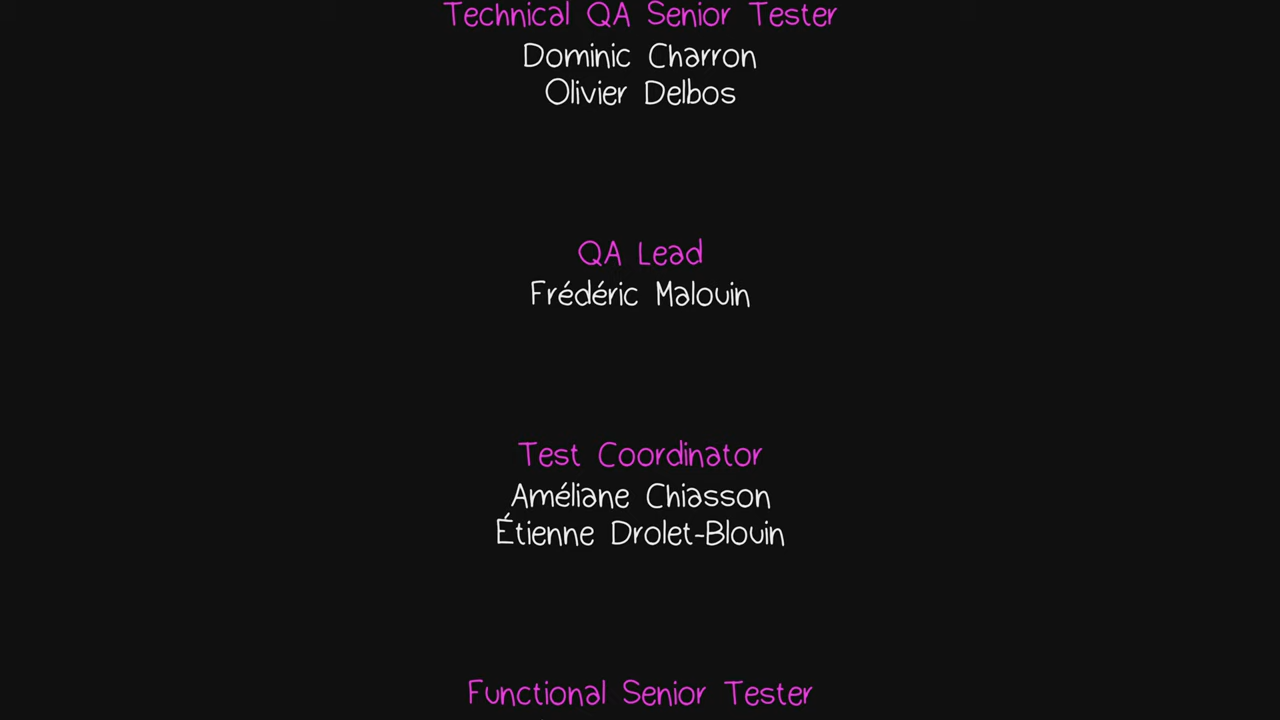 Technical QA Senior Tester
Dominic Charron
Olivier Delbos
QA Lead
Frédéric Malouin
Test Coordinator
Améliane Chiasson
Étienne Drolet-Blouin
Functional Senior Tester